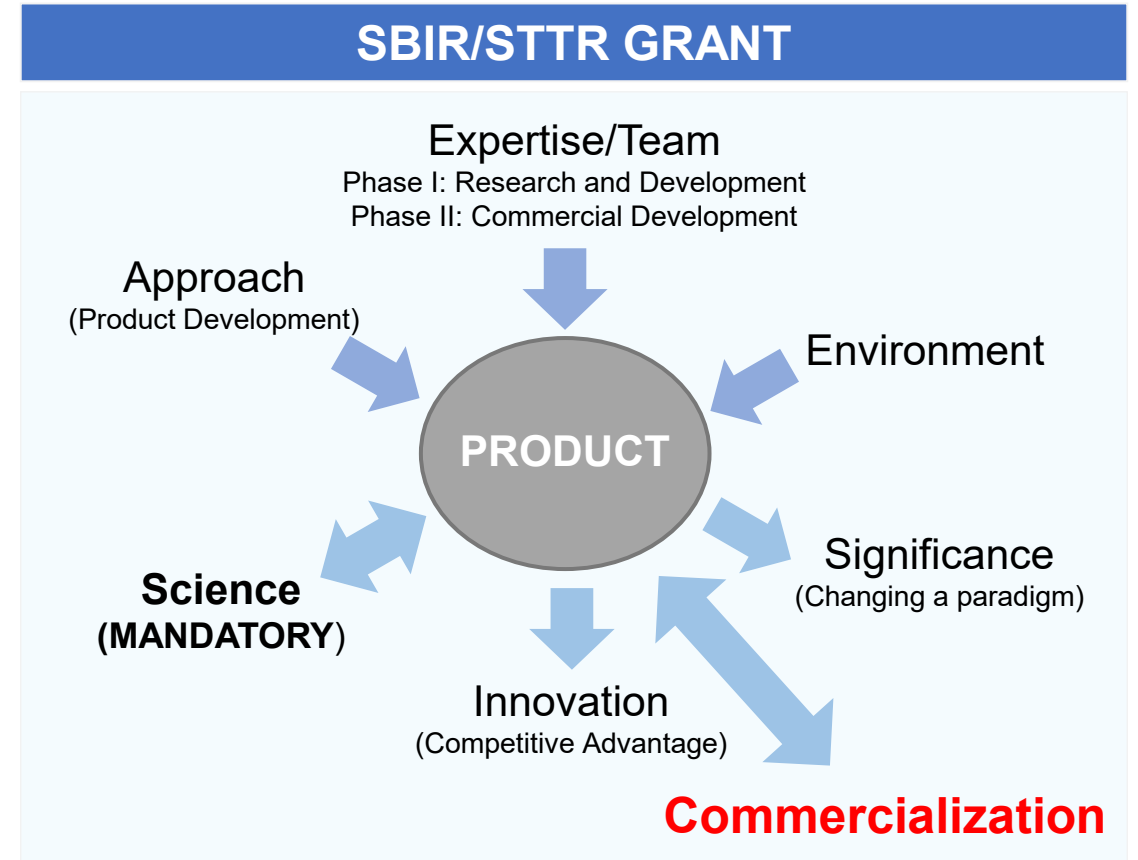 SBIR/STTR GRANT
Expertise/Team
Phase I: Research and Development
Phase II: Commercial Development
Approach
(Product Development)
Environment
PRODUCT
Science
(MANDATORY)
Significance
(Changing a paradigm)
Innovation
(Competitive Advantage)
Commercialization